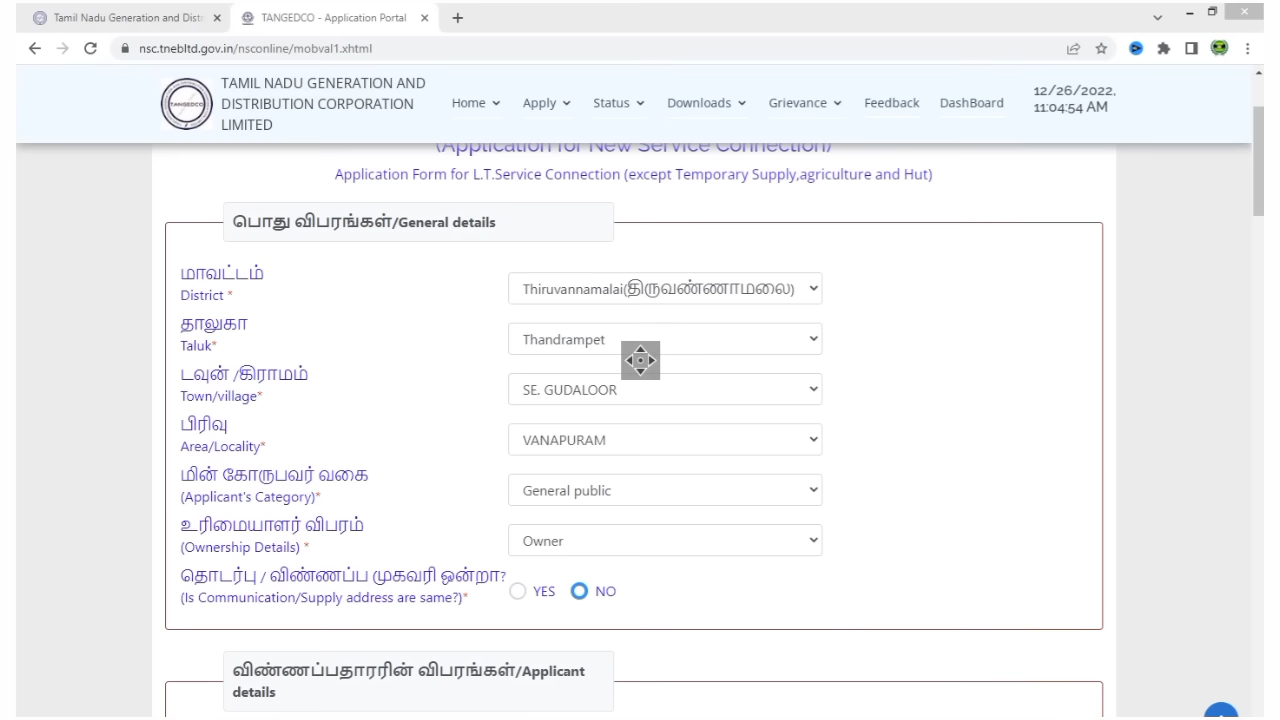 Tamil Nadu Generation and Distr
TANGEDCO - Application Portal
nsc.tnebltd.gov.in/nsconline/mobval1.xhtml
TANGEDCO
TAMIL NADU GENERATION AND
DISTRIBUTION CORPORATION
LIMITED
Home
Apply
Status
Downloads
Grievance
Feedback
DashBoard
12/26/2022,
11:04:54 AM
(Application for New Service Connection)
Application Form for L.T.Service Connection (except Temporary Supply,agriculture and Hut)
பொது விபரங்கள்/General details
மாவட்டம்
District *
Thiruvannamalai(திருவண்ணாமலை)
தாலுகா
Taluk*
Thandrampet
டவுன் /கிராமம்
Town/village*
SE. GUDALOOR
பிரிவு
Area/Locality*
VANAPURAM
மின் கோருபவர் வகை
(Applicant's Category)*
General public
உரிமையாளர் விபரம்
(Ownership Details) *
Owner
தொடர்பு / விண்ணப்ப முகவரி ஒன்றா?
(Is Communication/Supply address are same?)*
YES
NO
விண்ணப்பதாரரின் விபரங்கள்/Applicant
details